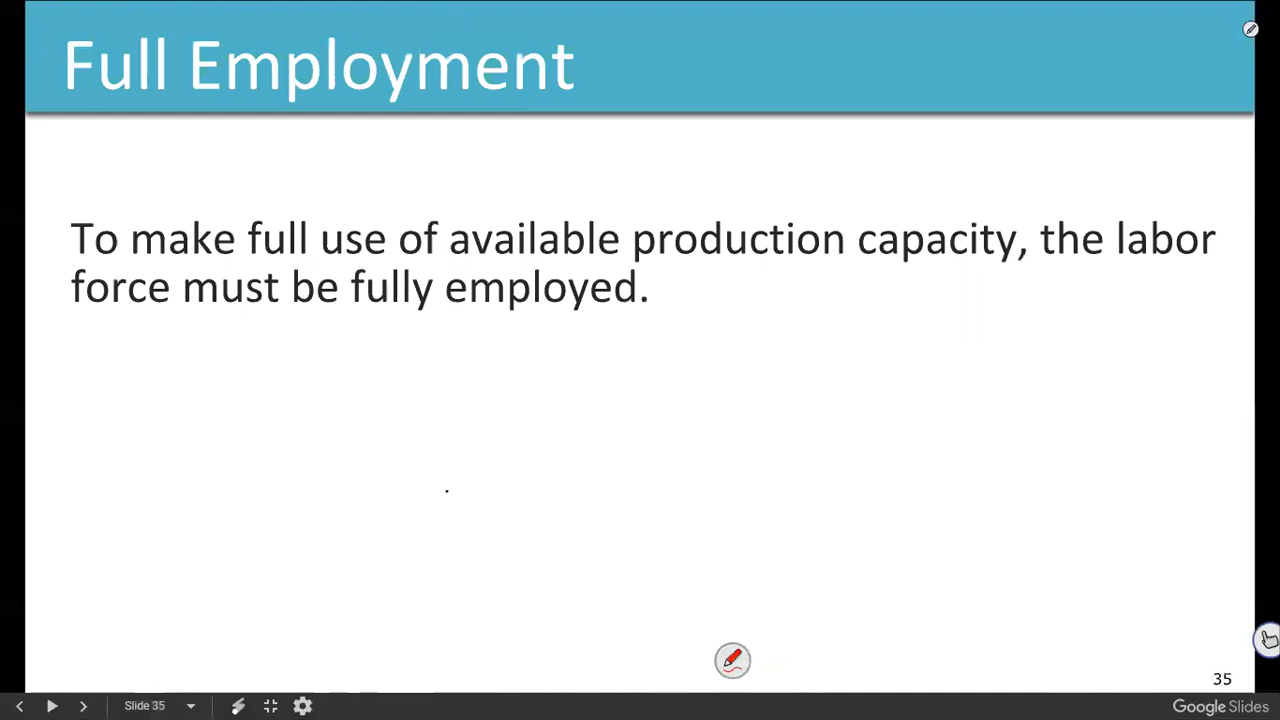 Full Employment
To make full use of available production capacity, the labor
force must be fully employed.
.
35
Slide 35
Google Slides